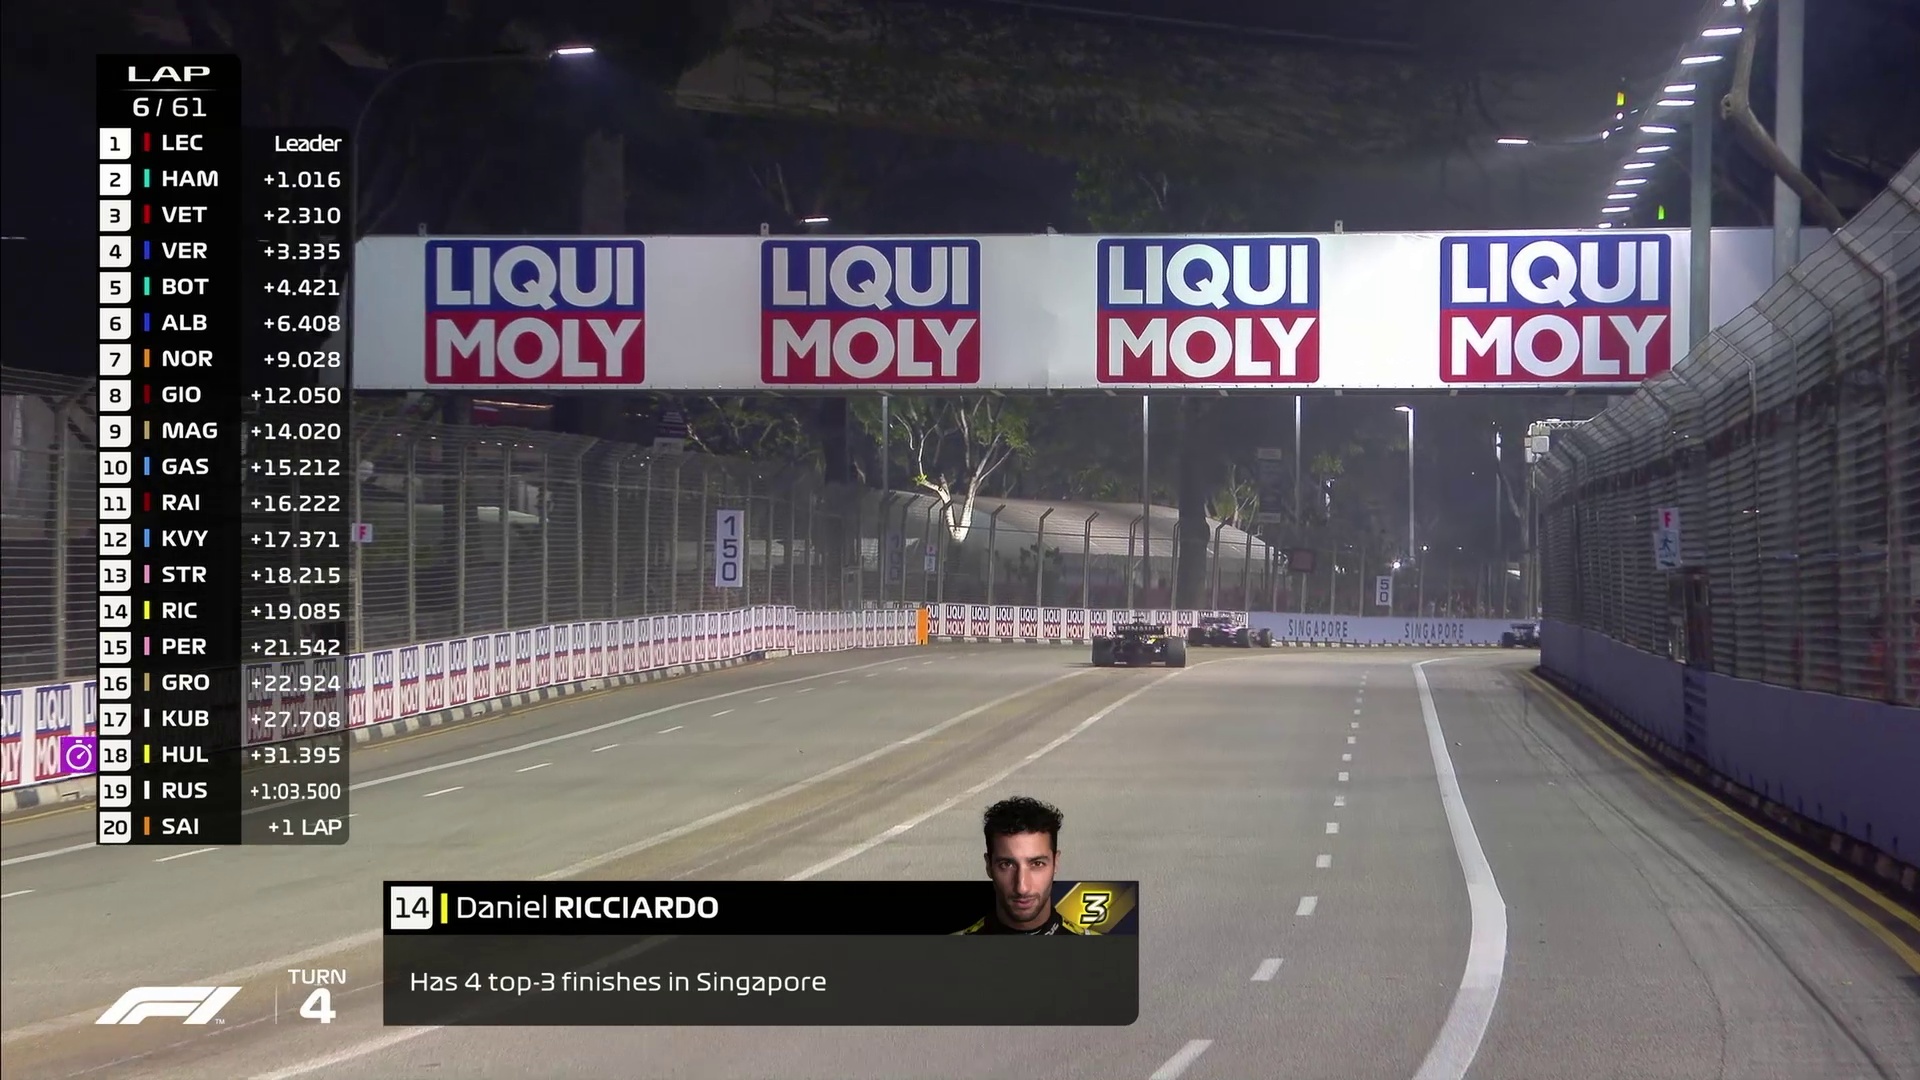 LAP
6 / 61
1 LEC Leader
2 HAM +1.016
3 VET +2.310
4 VER +3.335
5 BOT +4.421
6 ALB +6.408
7 NOR +9.028
8 GIO +12.050
9 MAG +14.020
10 GAS +15.212
11 RAI +16.222
12 KVY +17.371
13 STR +18.215
14 RIC +19.085
15 PER +21.542
16 GRO +22.924
17 KUB +27.708
18 HUL +31.395
19 RUS +1:03.500
20 SAI +1 LAP
LIQUI MOLY LIQUI MOLY LIQUI MOLY LIQUI MOLY
150
F
F
50
SINGAPORE SINGAPORE
14 Daniel RICCIARDO 3
Has 4 top-3 finishes in Singapore
F1
TURN
4